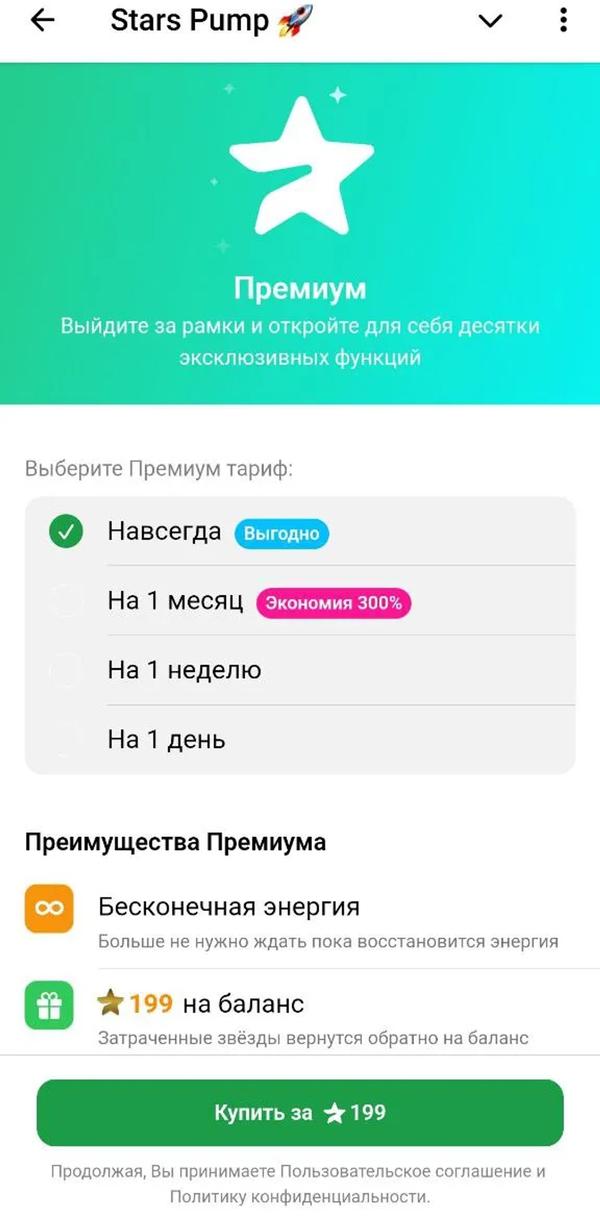 Stars Pump 🚀
Премиум
Выйдите за рамки и откройте для себя десятки
эксклюзивных функций
Выберите Премиум тариф:
Навсегда Выгодно
На 1 месяц Экономия 300%
На 1 неделю
На 1 день
Преимущества Премиума
Бесконечная энергия
Больше не нужно ждать пока восстановится энергия
199 на баланс
Затраченные звёзды вернутся обратно на баланс
Купить за 199
Продолжая, Вы принимаете Пользовательское соглашение и
Политику конфиденциальности.